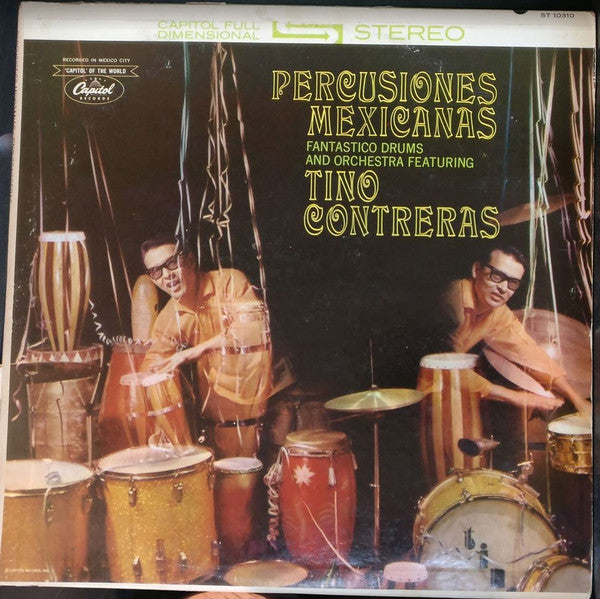 CAPITOL FULL
DIMENSIONAL
STEREO
ST 10310
RECORDED IN MEXICO CITY
"CAPITOL" OF THE WORLD
Capitol
RECORDS
PERCUSIONES
MEXICANAS
FANTASTICO DRUMS
AND ORCHESTRA FEATURING
TINO
CONTRERAS